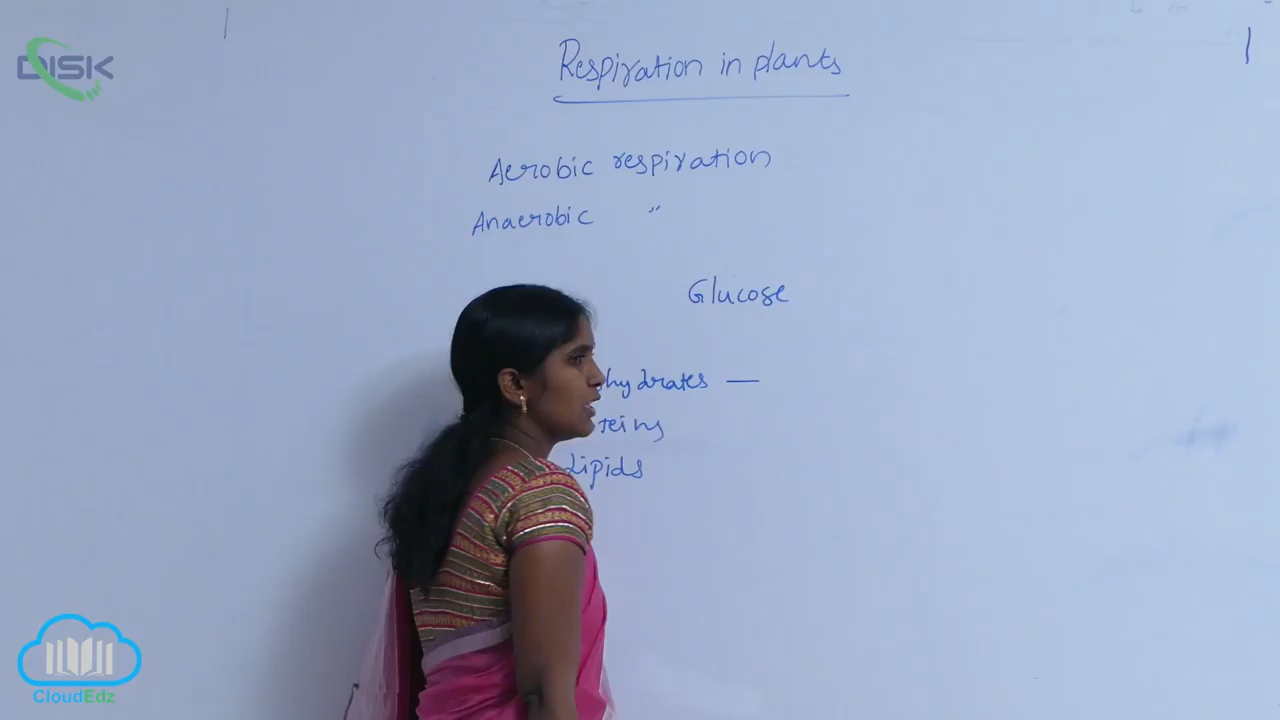 DISK
Respiration in plants
Aerobic respiration
Anaerobic "
Glucose
hydrates —
teins
Lipids
CloudEdz